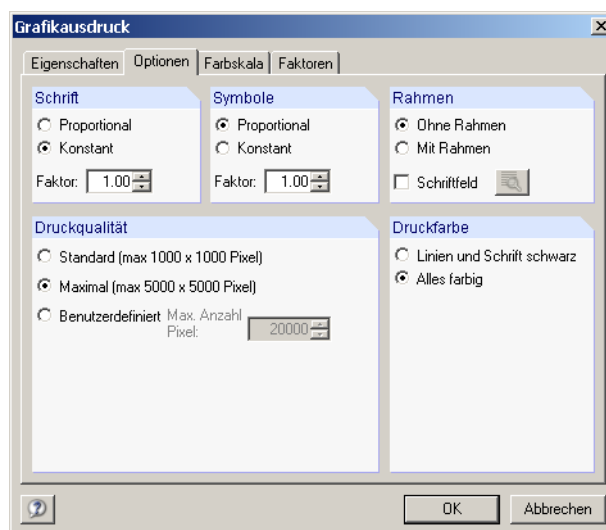 Grafikausdruck
Eigenschaften Optionen Farbskala Faktoren
Schrift
Proportional
Konstant
Faktor: 1.00
Symbole
Proportional
Konstant
Faktor: 1.00
Rahmen
Ohne Rahmen
Mit Rahmen
Schriftfeld
Druckqualität
Standard (max 1000 x 1000 Pixel)
Maximal (max 5000 x 5000 Pixel)
Benutzerdefiniert Max. Anzahl
Pixel: 20000
Druckfarbe
Linien und Schrift schwarz
Alles farbig
OK Abbrechen